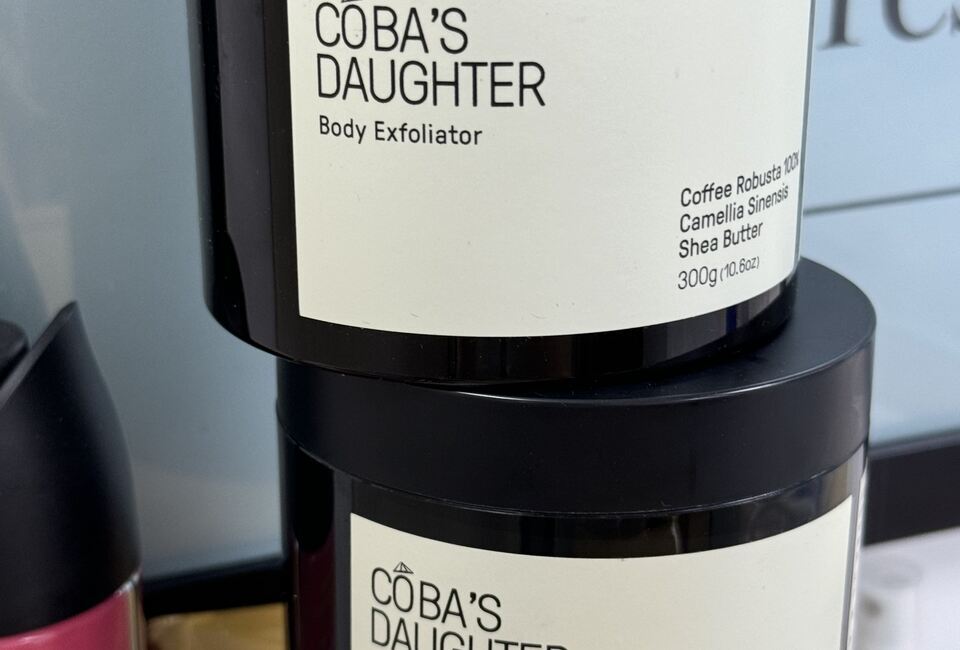 CÔBA'S
DAUGHTER
Body Exfoliator
Coffee Robusta 100%
Camellia Sinensis
Shea Butter
300g (10.6oz)
CÔBA'S
DAUGHTER